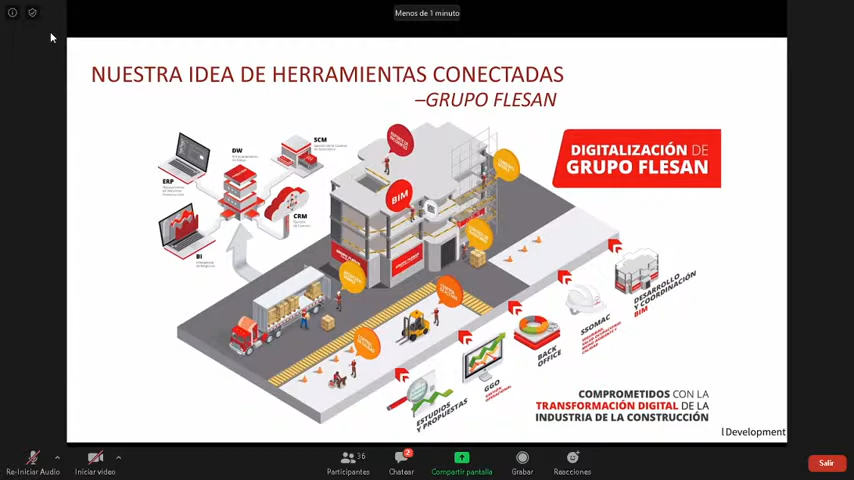 Menos de 1 minuto
NUESTRA IDEA DE HERRAMIENTAS CONECTADAS
–GRUPO FLESAN
DIGITALIZACIÓN DE
GRUPO FLESAN
DW
SCM
ERP
CRM
BI
BIM
DESARROLLO
Y COORDINACIÓN
BIM
SSOMAC
BACK
OFFICE
GGO
ESTUDIOS
Y PROPUESTAS
COMPROMETIDOS CON LA
TRANSFORMACIÓN DIGITAL DE LA
INDUSTRIA DE LA CONSTRUCCIÓN
l Development
36
2
Re-Iniciar Audio
Iniciar video
Participantes
Chatear
Compartir pantalla
Grabar
Reacciones
Salir